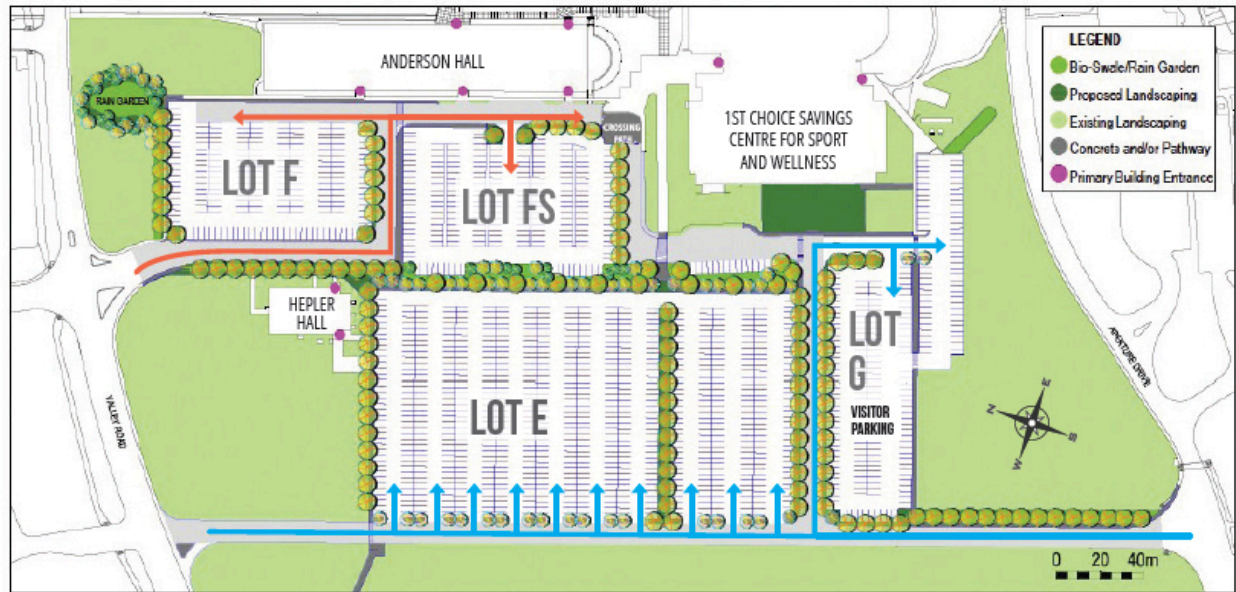 ANDERSON HALL
LEGEND
Bio-Swale/Rain Garden
Proposed Landscaping
Existing Landscaping
Concrete and/or Pathway
Primary Building Entrance
RAIN GARDEN
CROSSING
PATH
1ST CHOICE SAVINGS
CENTRE FOR SPORT
AND WELLNESS
LOT F
LOT FS
HEPLER
HALL
LOT
G
VISITOR
PARKING
LOT E
VALLEY ROAD
APERTURE DRIVE
N
E
S
W
0 20 40m